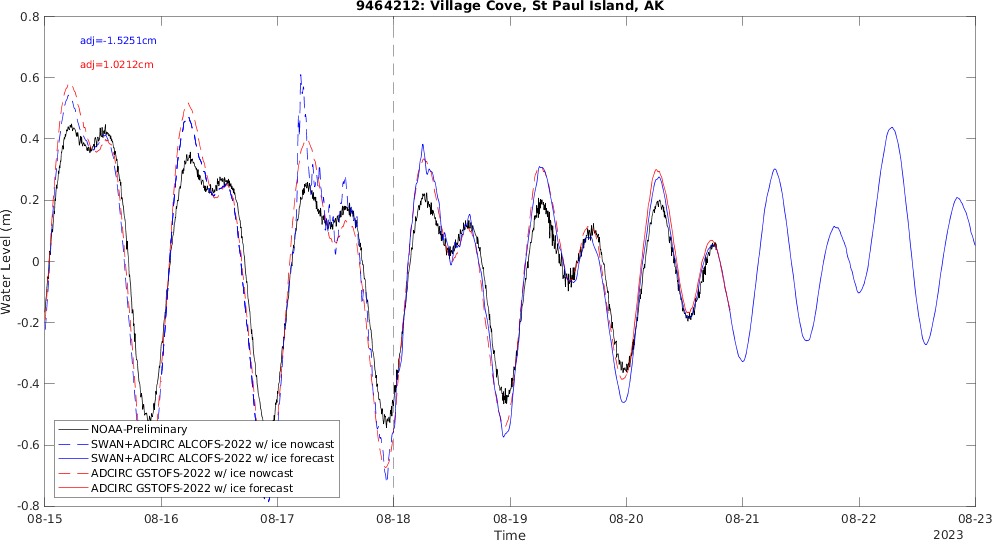 9464212: Village Cove, St Paul Island, AK
adj=-1.5251cm
adj=1.0212cm
0.8
0.6
0.4
0.2
0
-0.2
-0.4
-0.6
-0.8
Water Level (m)
NOAA-Preliminary
SWAN+ADCIRC ALCOFS-2022 w/ ice nowcast
SWAN+ADCIRC ALCOFS-2022 w/ ice forecast
ADCIRC GSTOFS-2022 w/ ice nowcast
ADCIRC GSTOFS-2022 w/ ice forecast
08-15 08-16 08-17 08-18 08-19 08-20 08-21 08-22 08-23
Time
2023